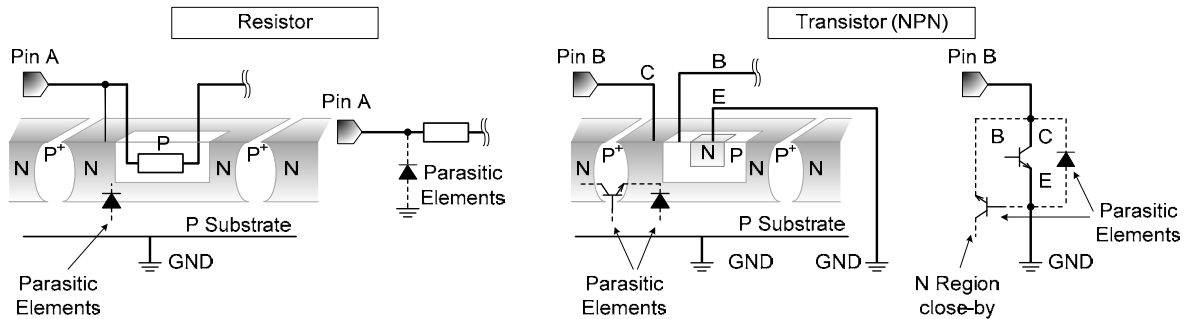 Resistor
Transistor (NPN)
Pin A
Pin A
N
P+
N
P
P+
N
Parasitic
Elements
P Substrate
GND
Parasitic
Elements
Pin B
C
B
E
N
P+
N
N
P
P+
N
P Substrate
GND
GND
Parasitic
Elements
Pin B
B
C
E
Parasitic
Elements
GND
N Region
close-by